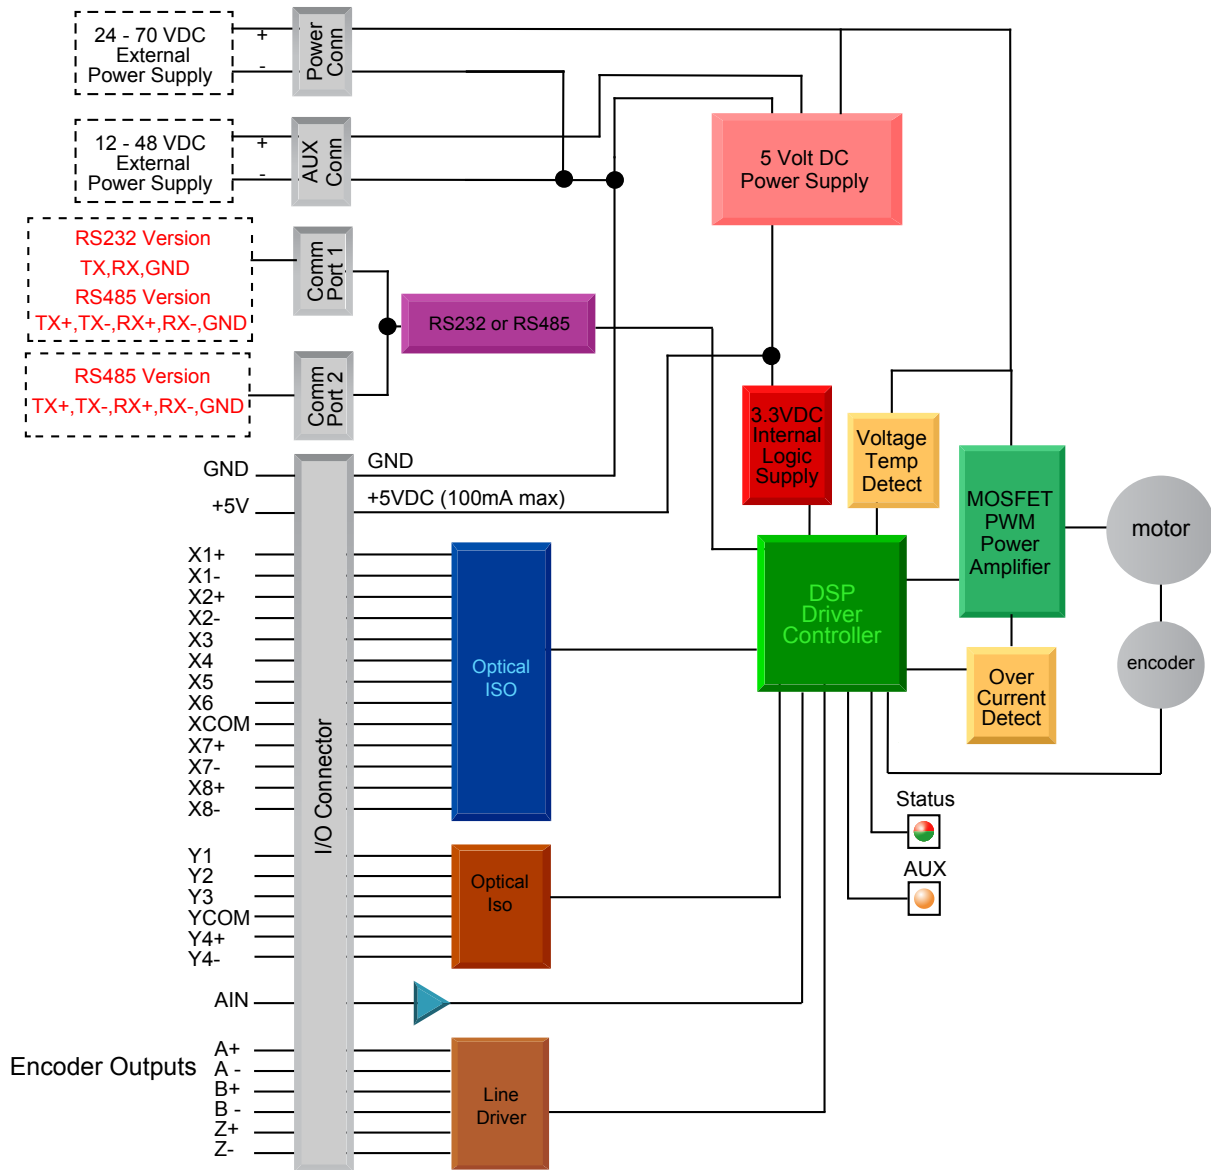 24 - 70 VDC
External
Power Supply
+
-
Power
Conn
12 - 48 VDC
External
Power Supply
+
-
AUX
Conn
5 Volt DC
Power Supply
RS232 Version
TX,RX,GND
RS485 Version
TX+,TX-,RX+,RX-,GND
Comm
Port 1
RS232 or RS485
RS485 Version
TX+,TX-,RX+,RX-,GND
Comm
Port 2
3.3VDC
Internal
Logic
Supply
Voltage
Temp
Detect
MOSFET
PWM
Power
Amplifier
motor
encoder
GND
GND
+5V
+5VDC (100mA max)
I/O Connector
X1+
X1-
X2+
X2-
X3
X4
X5
X6
XCOM
X7+
X7-
X8+
X8-
Optical
ISO
DSP
Driver
Controller
Over
Current
Detect
Status
AUX
Y1
Y2
Y3
YCOM
Y4+
Y4-
Optical
Iso
AIN
Encoder Outputs
A+
A -
B+
B -
Z+
Z-
Line
Driver